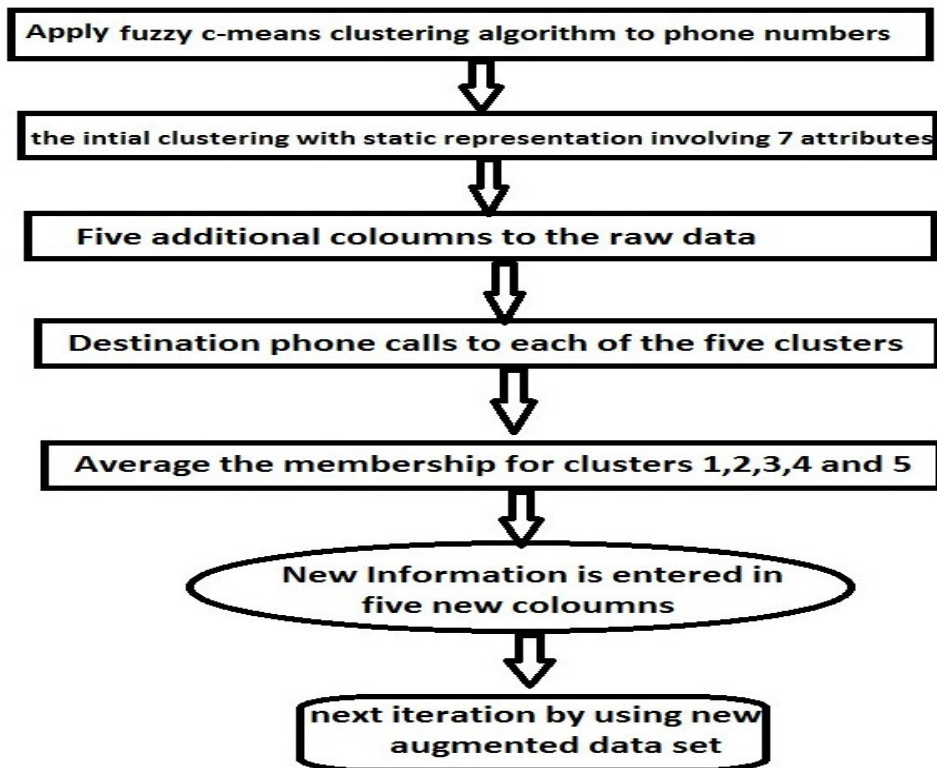 Apply fuzzy c-means clustering algorithm to phone numbers
the intial clustering with static representation involving 7 attributes
Five additional coloumns to the raw data
Destination phone calls to each of the five clusters
Average the membership for clusters 1,2,3,4 and 5
New Information is entered in
five new coloumns
next iteration by using new
augmented data set